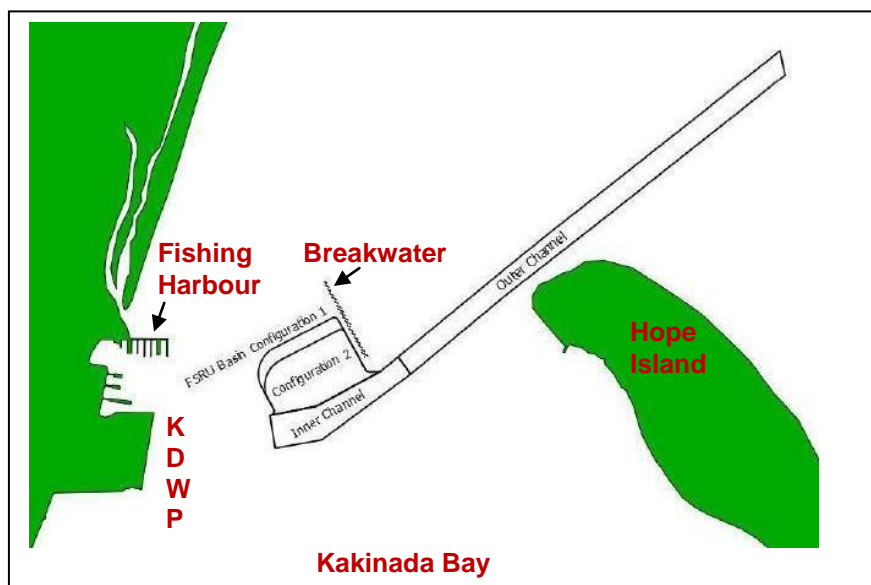 Fishing
Harbour
Breakwater
Outer Channel
FSRU Basin Configuration 1
Configuration 2
Inner Channel
Hope
Island
K
D
W
P
Kakinada Bay